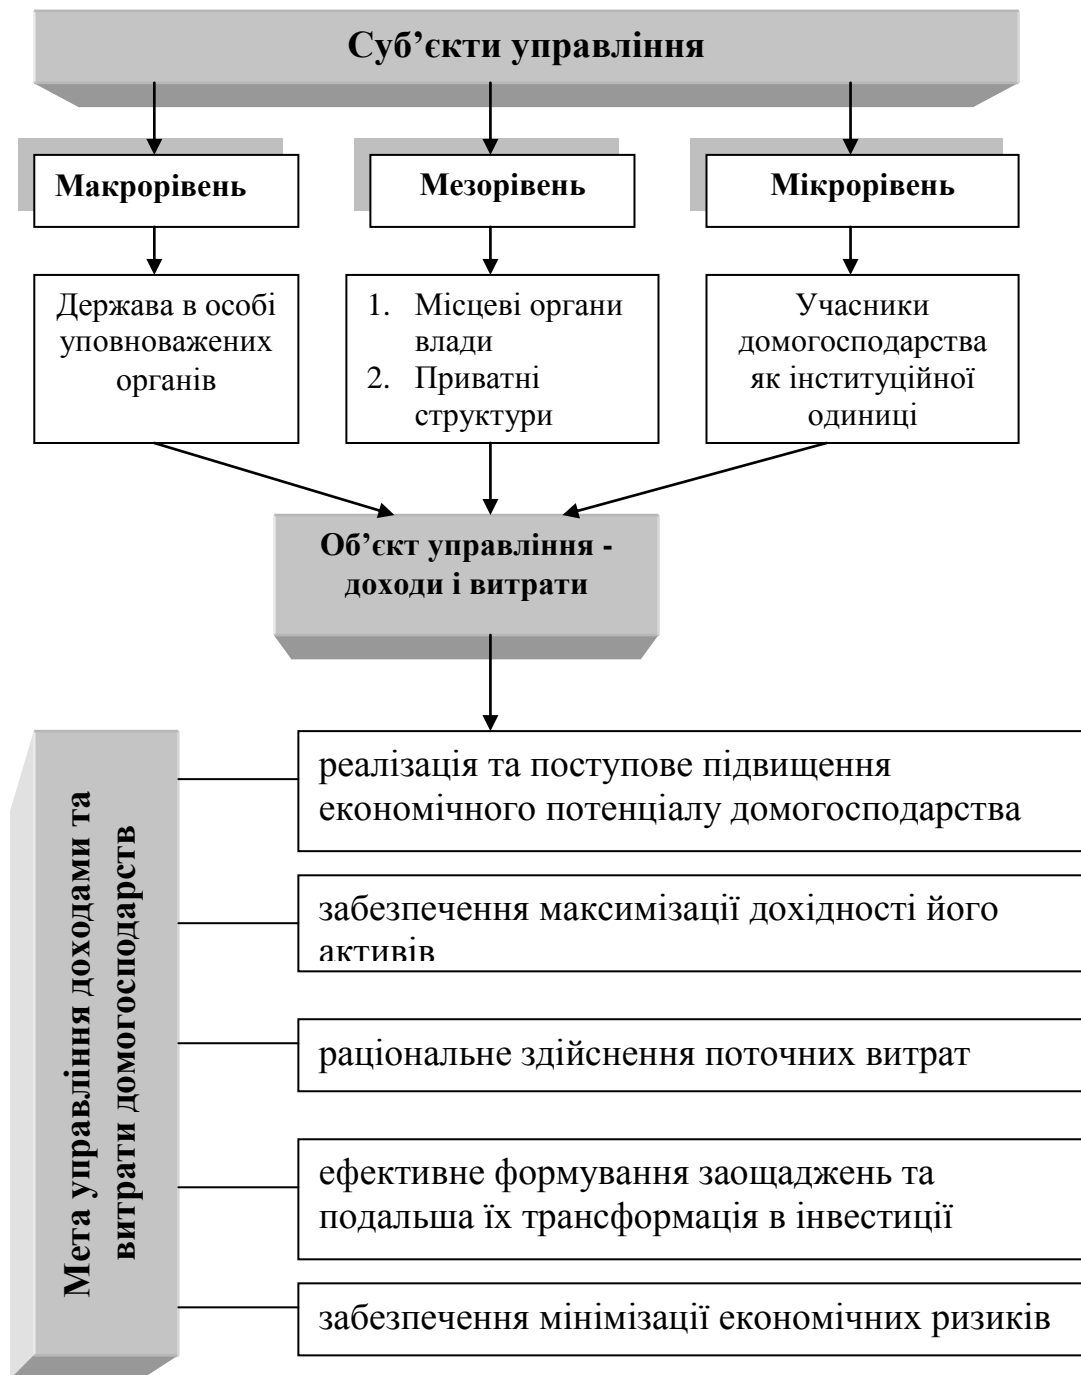 Суб’єкти управління
Макрорівень
Мезорівень
Мікрорівень
Держава в особі
уповноважених
органів
1. Місцеві органи
влади
2. Приватні
структури
Учасники
домогосподарства
як інституційної
одиниці
Об’єкт управління -
доходи і витрати
Мета управління доходами та
витрати домогосподарств
реалізація та поступове підвищення
економічного потенціалу домогосподарства
забезпечення максимізації дохідності його
активів
раціональне здійснення поточних витрат
ефективне формування заощаджень та
подальша їх трансформація в інвестиції
забезпечення мінімізації економічних ризиків